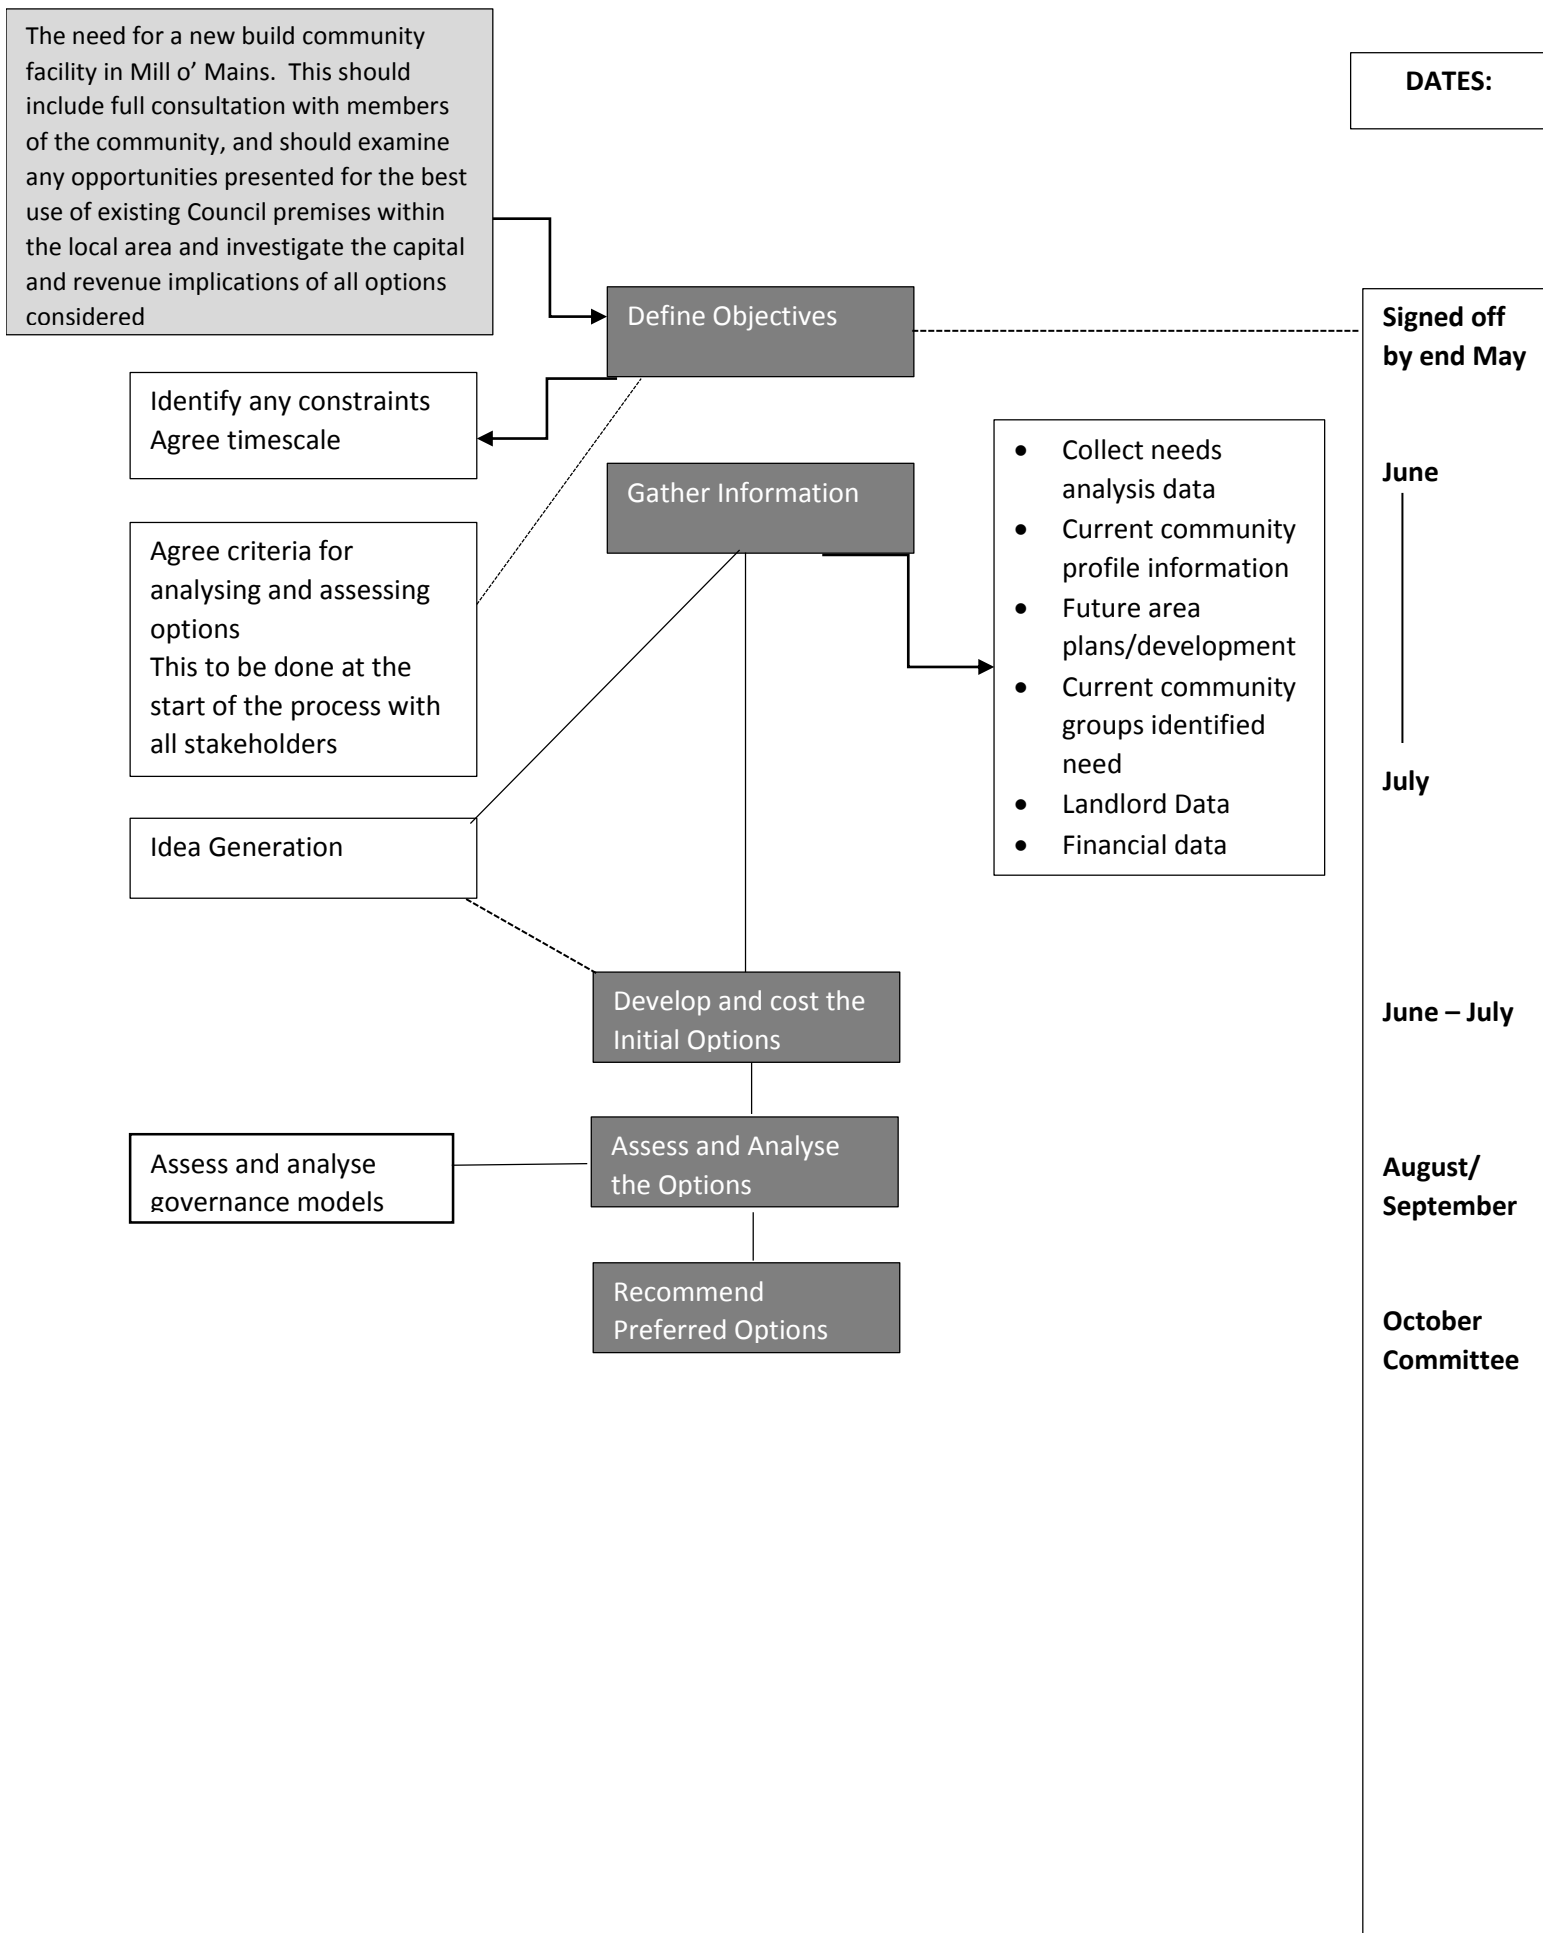 The need for a new build community
facility in Mill o’ Mains.  This should
include full consultation with members
of the community, and should examine
any opportunities presented for the best
use of existing Council premises within
the local area and investigate the capital
and revenue implications of all options
considered
DATES:
Define Objectives
Signed off
by end May
Identify any constraints
Agree timescale
Gather Information
• Collect needs
analysis data
• Current community
profile information
• Future area
plans/development
• Current community
groups identified
need
• Landlord Data
• Financial data
June
Agree criteria for
analysing and assessing
options
This to be done at the
start of the process with
all stakeholders
July
Idea Generation
Develop and cost the
Initial Options
June – July
Assess and analyse
governance models
Assess and Analyse
the Options
August/
September
Recommend
Preferred Options
October
Committee